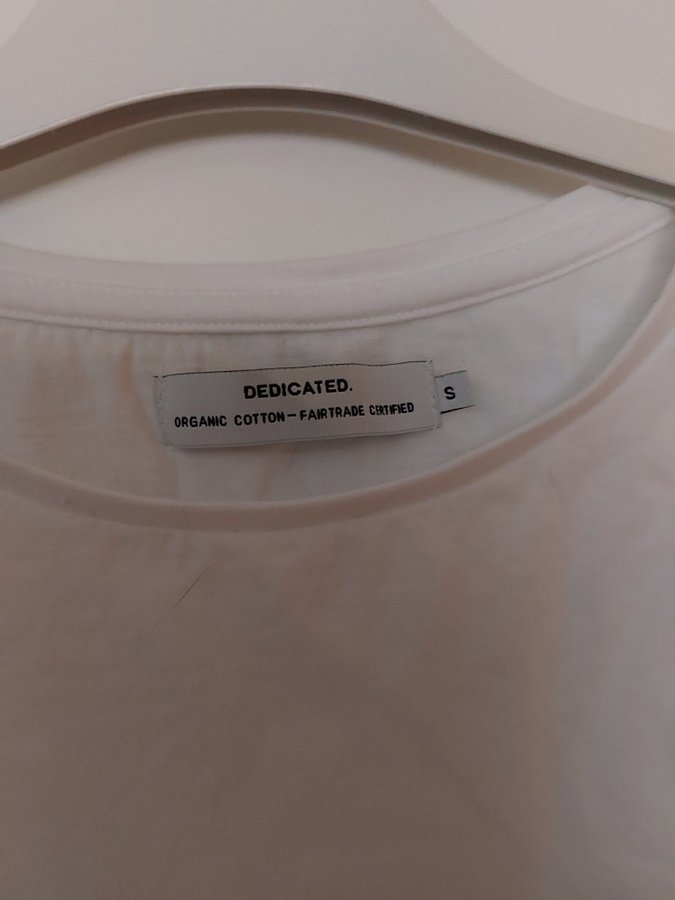 DEDICATED.
ORGANIC COTTON – FAIRTRADE CERTIFIED
S